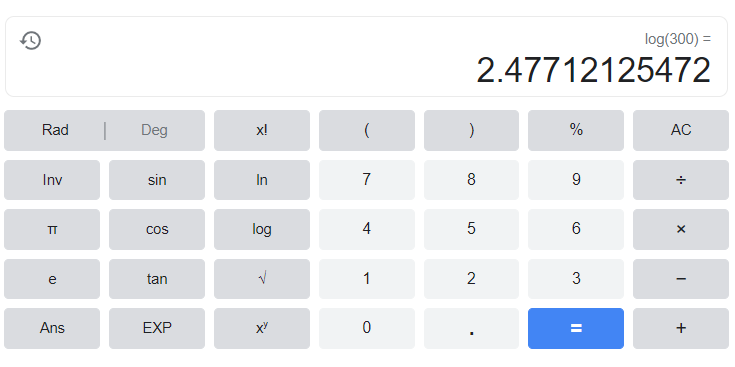 log(300) =
2.47712125472
Rad | Deg x! ( ) % AC
Inv sin ln 7 8 9 ÷
π cos log 4 5 6 ×
e tan √ 1 2 3 −
Ans EXP xʸ 0 . = +